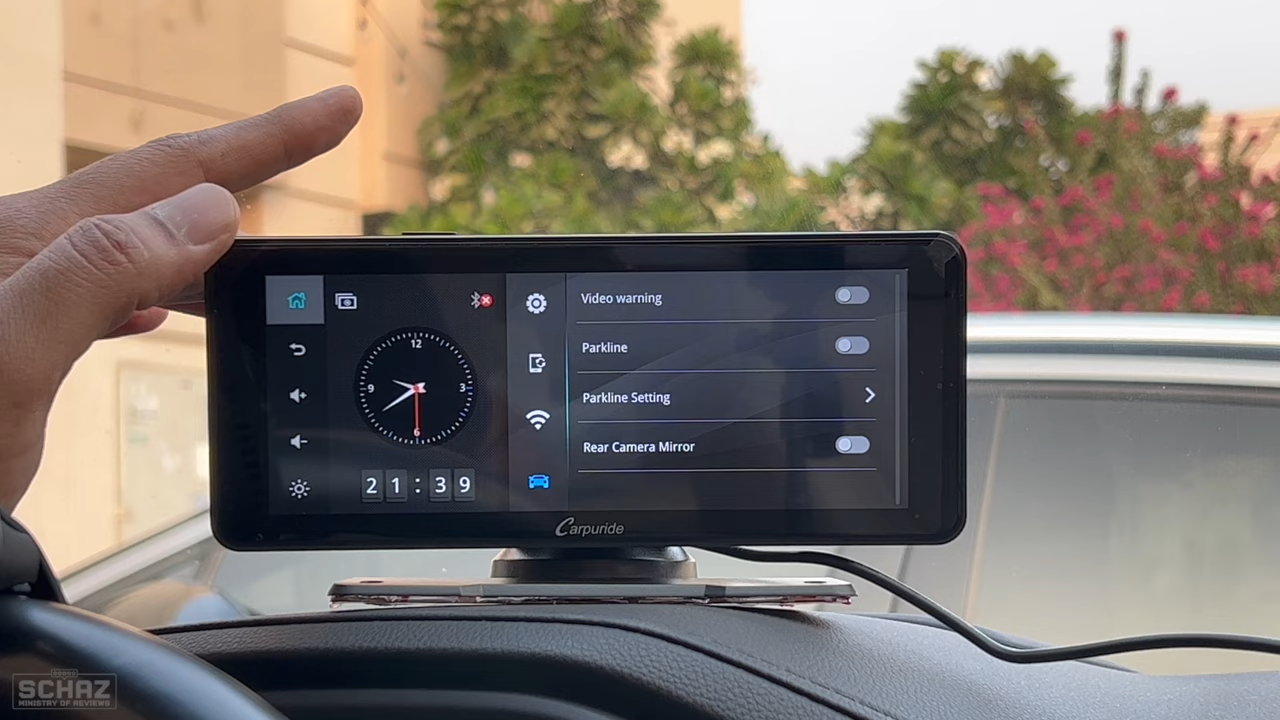 12
9
3
6
21:39
Video warning
Parkline
Parkline Setting
Rear Camera Mirror
Carpuride
SCHAZ
MINISTRY OF REVIEWS